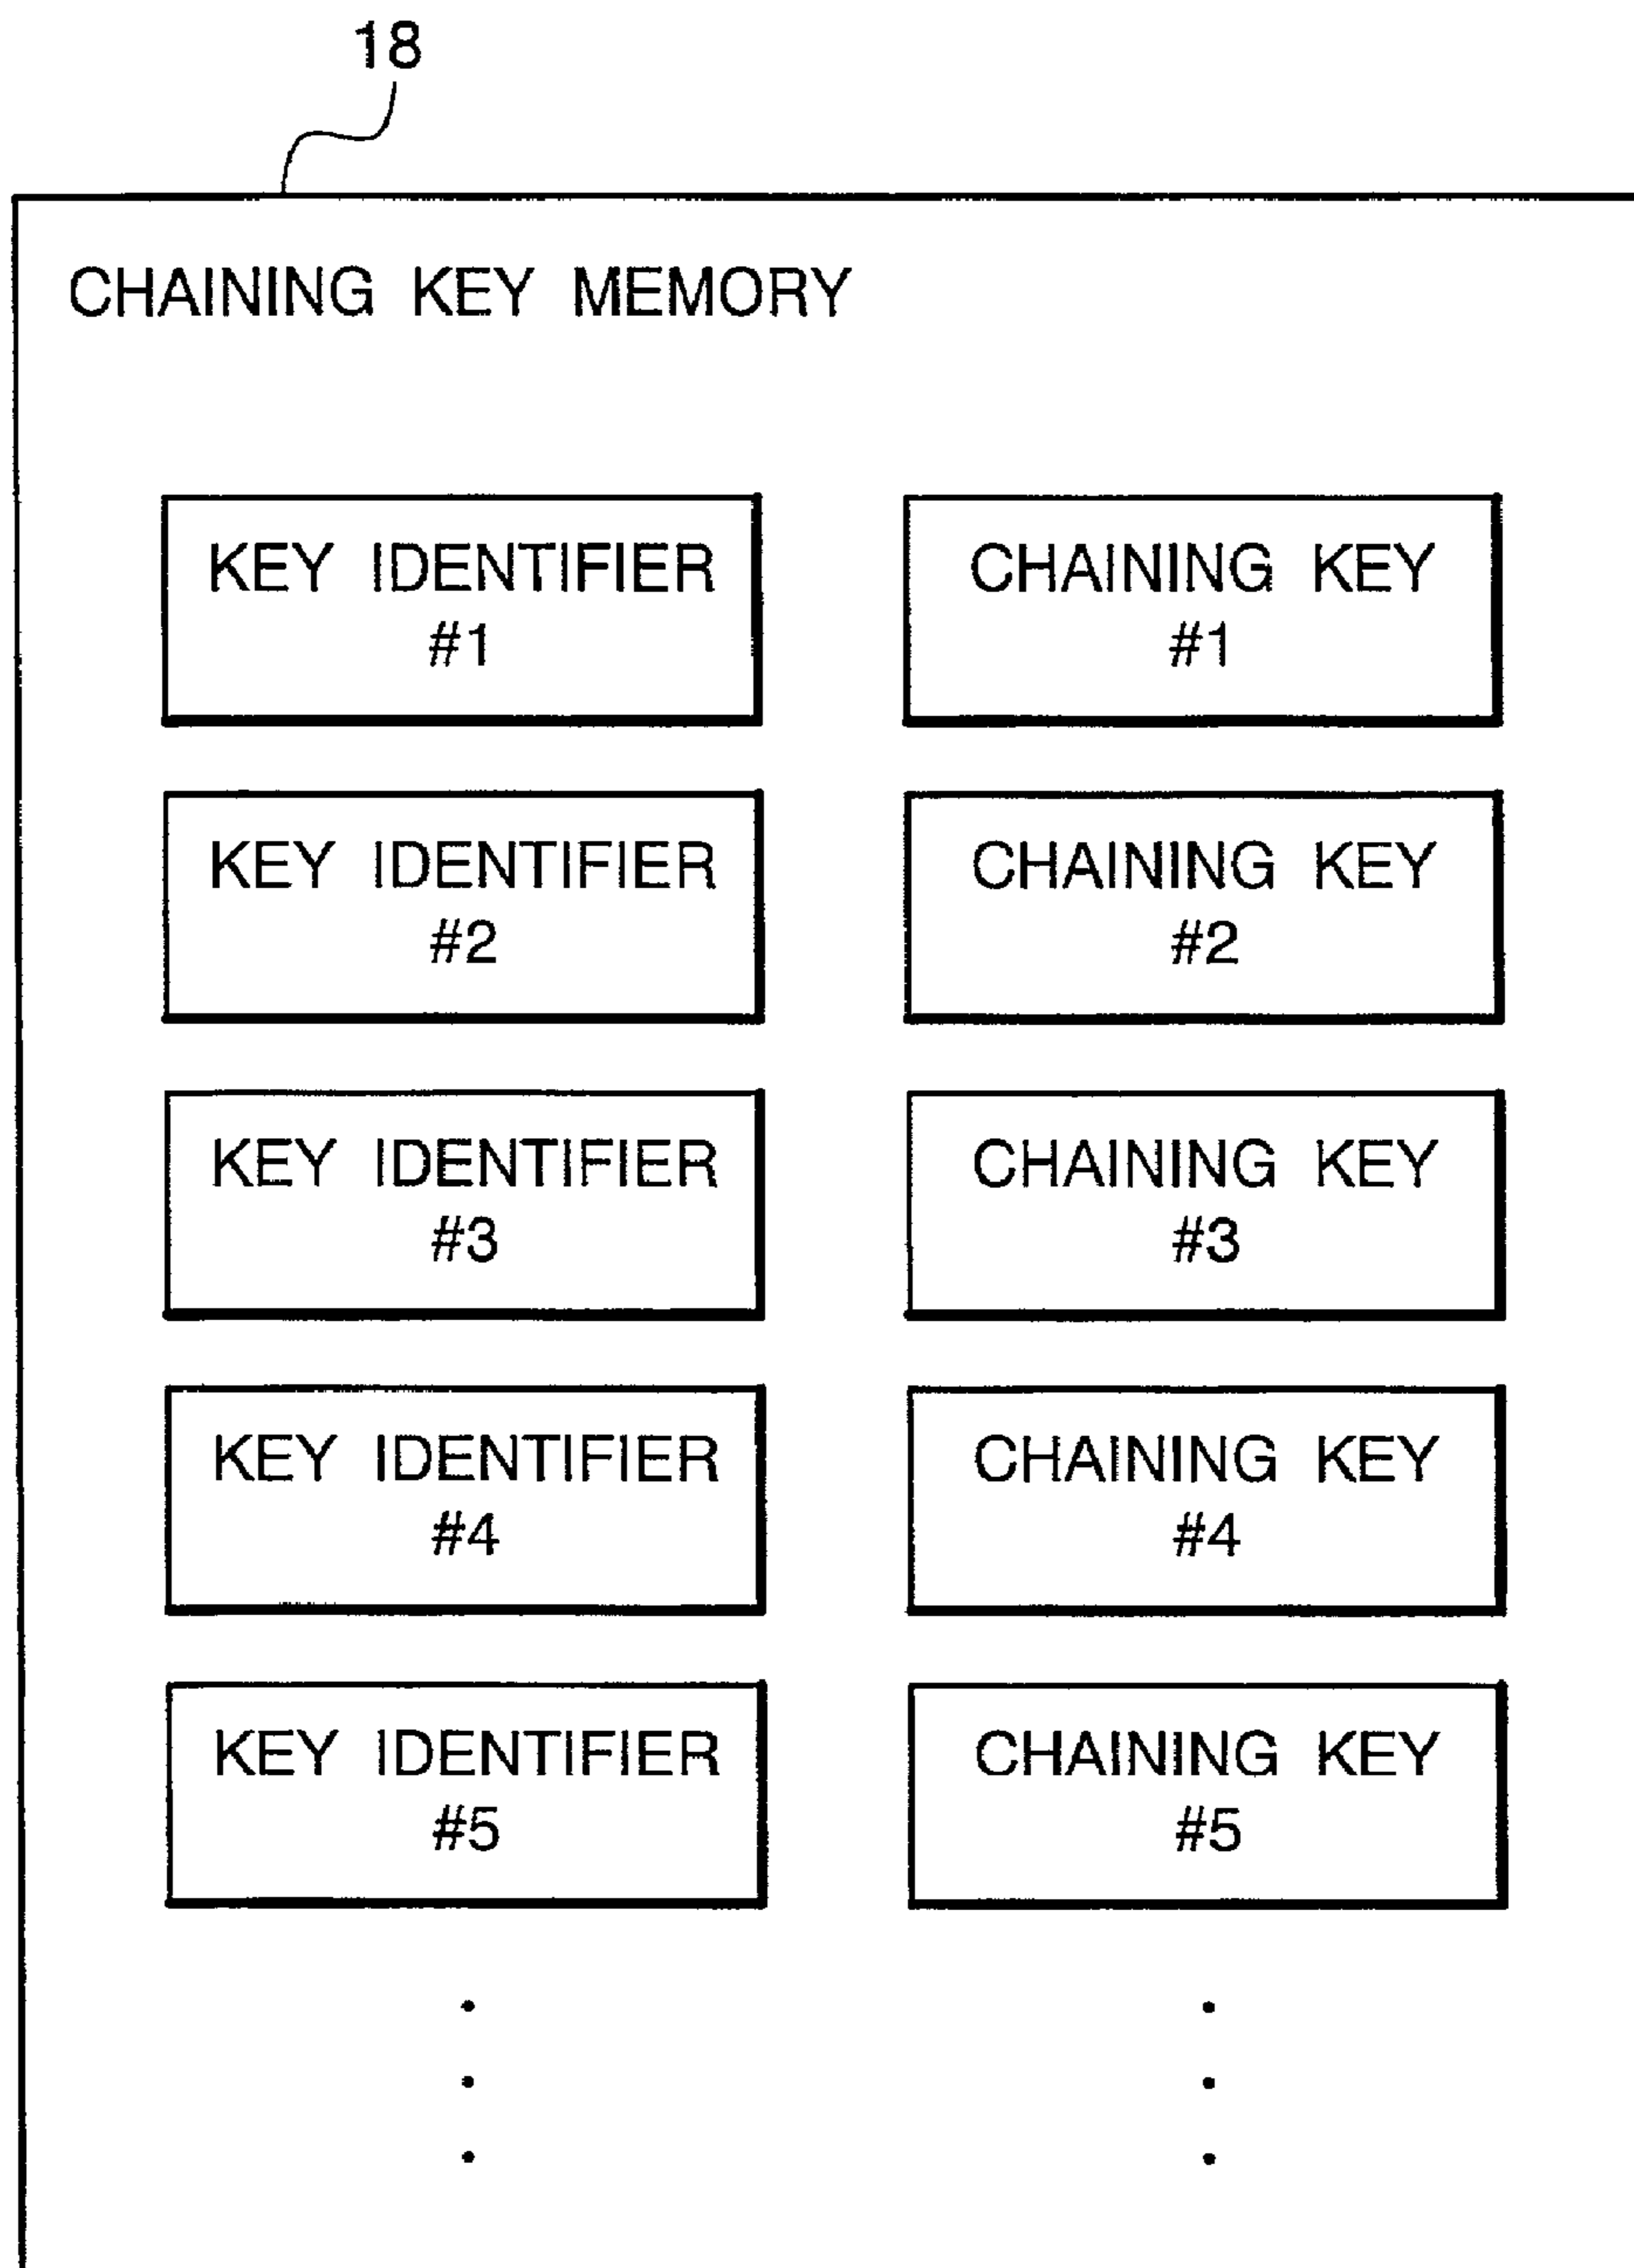 18
CHAINING KEY MEMORY
KEY IDENTIFIER
#1
CHAINING KEY
#1
KEY IDENTIFIER
#2
CHAINING KEY
#2
KEY IDENTIFIER
#3
CHAINING KEY
#3
KEY IDENTIFIER
#4
CHAINING KEY
#4
KEY IDENTIFIER
#5
CHAINING KEY
#5